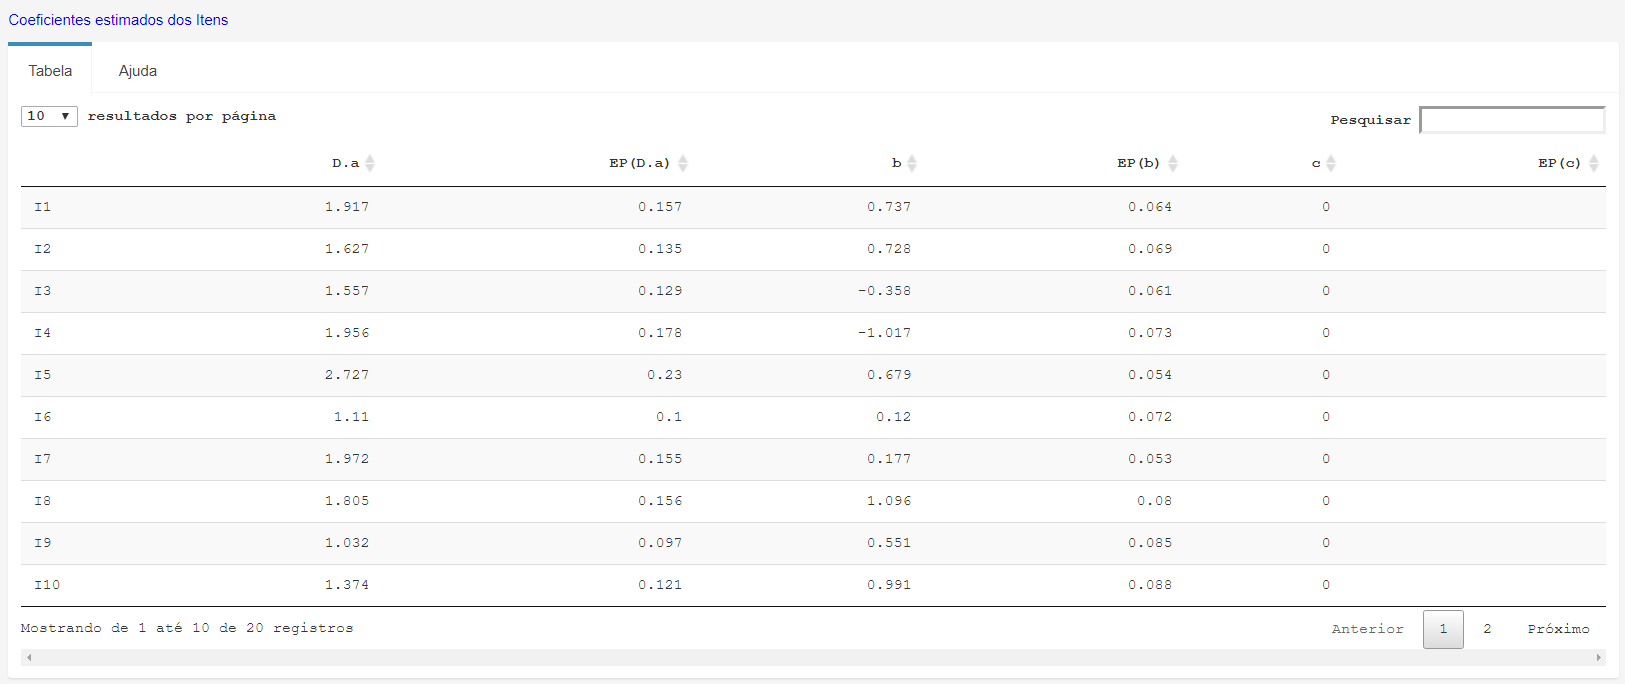 Coeficientes estimados dos Itens
Tabela Ajuda
10 resultados por página Pesquisar
D.a EP(D.a) b EP(b) c EP(c)
I1 1.917 0.157 0.737 0.064 0
I2 1.627 0.135 0.728 0.069 0
I3 1.557 0.129 -0.358 0.061 0
I4 1.956 0.178 -1.017 0.073 0
I5 2.727 0.23 0.679 0.054 0
I6 1.11 0.1 0.12 0.072 0
I7 1.972 0.155 0.177 0.053 0
I8 1.805 0.156 1.096 0.08 0
I9 1.032 0.097 0.551 0.085 0
I10 1.374 0.121 0.991 0.088 0
Mostrando de 1 até 10 de 20 registros Anterior 1 2 Próximo